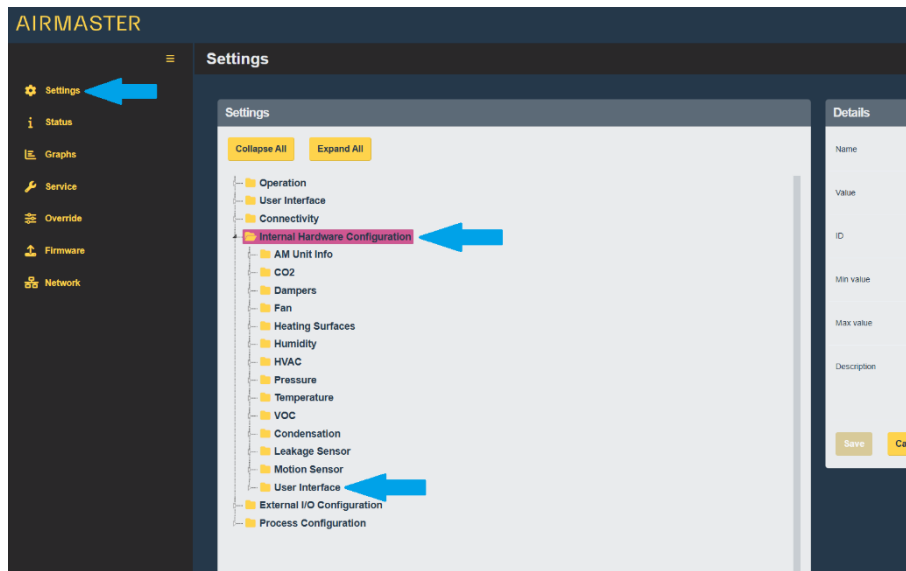 AIRMASTER
Settings
Settings
Status
Graphs
Service
Override
Firmware
Network
Settings
Collapse All Expand All
Operation
User Interface
Connectivity
Internal Hardware Configuration
AM Unit Info
CO2
Dampers
Fan
Heating Surfaces
Humidity
HVAC
Pressure
Temperature
VOC
Condensation
Leakage Sensor
Motion Sensor
User Interface
External I/O Configuration
Process Configuration
Details
Name
Value
ID
Min value
Max value
Description
Save Ca